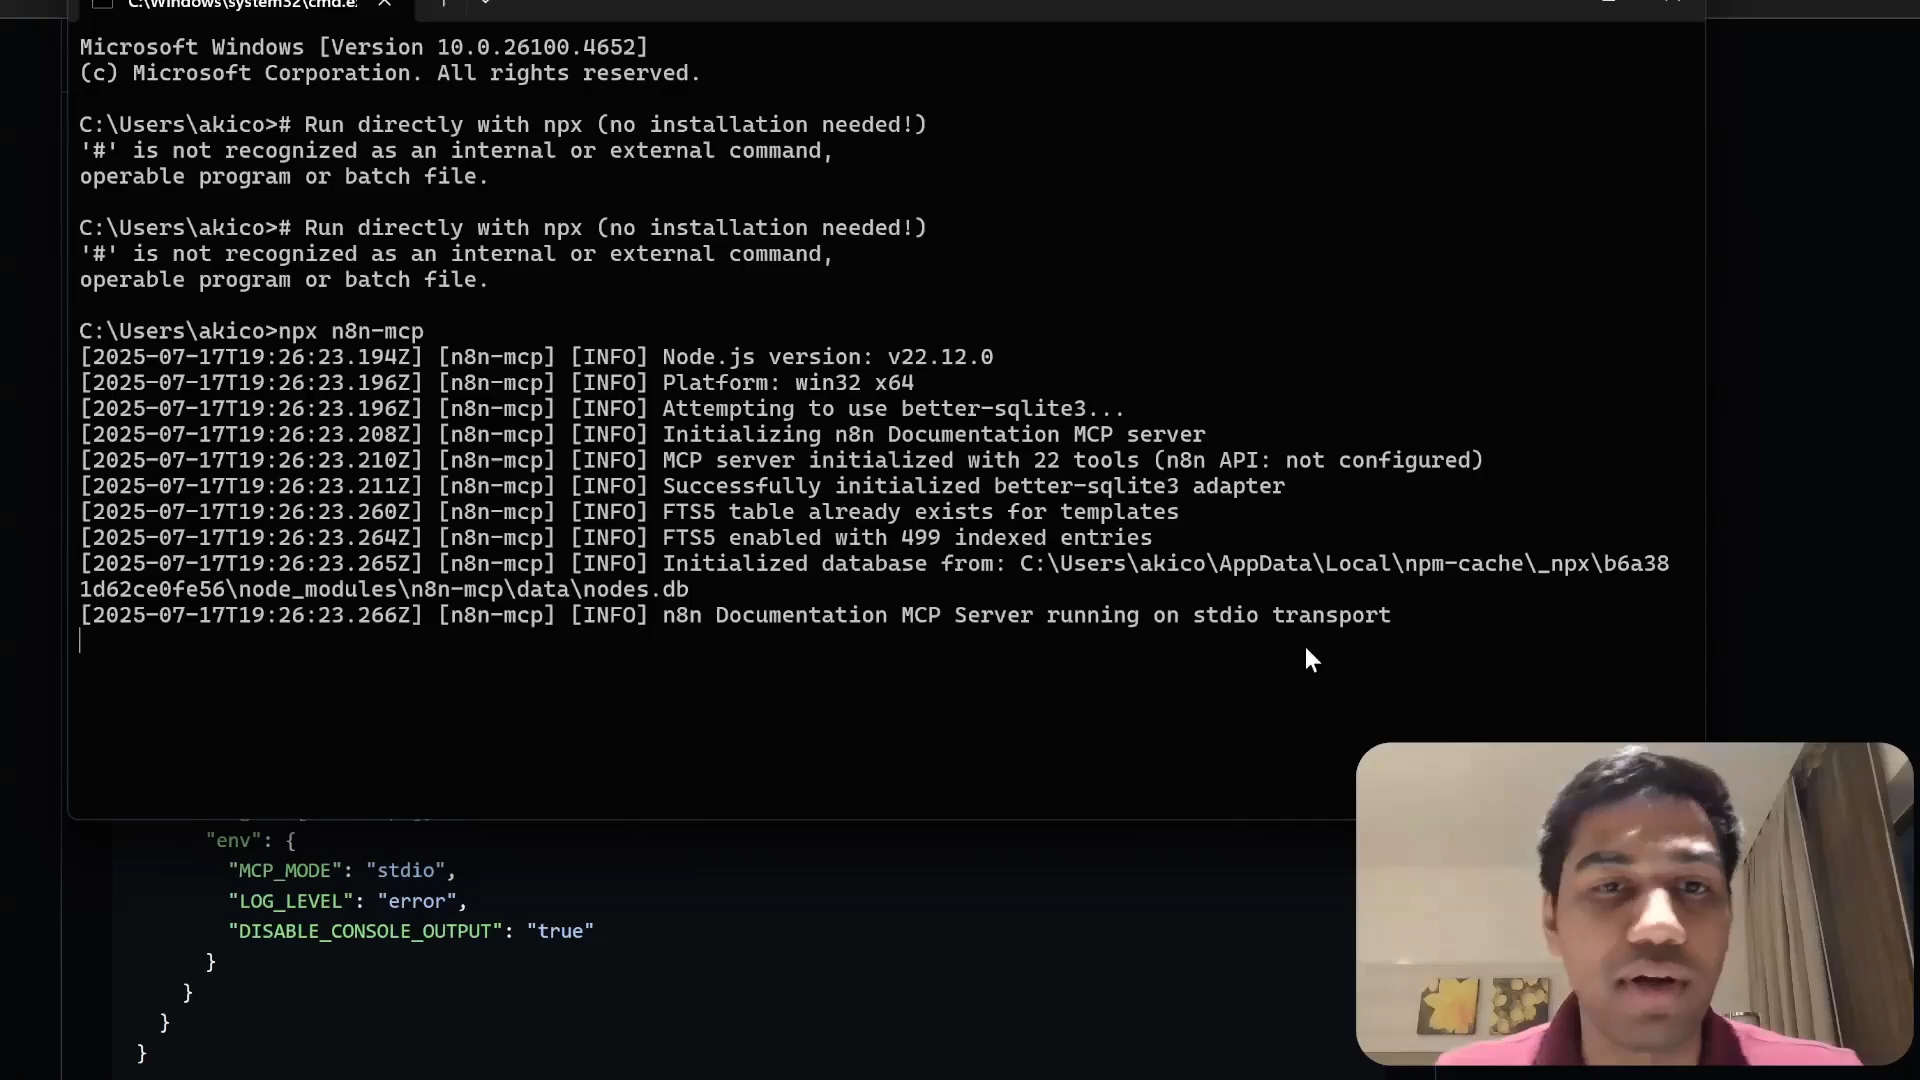 C:\Windows\system32\cmd.e
Microsoft Windows [Version 10.0.26100.4652]
(c) Microsoft Corporation. All rights reserved.
C:\Users\akico># Run directly with npx (no installation needed!)
'#' is not recognized as an internal or external command,
operable program or batch file.
C:\Users\akico># Run directly with npx (no installation needed!)
'#' is not recognized as an internal or external command,
operable program or batch file.
C:\Users\akico>npx n8n-mcp
[2025-07-17T19:26:23.194Z] [n8n-mcp] [INFO] Node.js version: v22.12.0
[2025-07-17T19:26:23.196Z] [n8n-mcp] [INFO] Platform: win32 x64
[2025-07-17T19:26:23.196Z] [n8n-mcp] [INFO] Attempting to use better-sqlite3...
[2025-07-17T19:26:23.208Z] [n8n-mcp] [INFO] Initializing n8n Documentation MCP server
[2025-07-17T19:26:23.210Z] [n8n-mcp] [INFO] MCP server initialized with 22 tools (n8n API: not configured)
[2025-07-17T19:26:23.211Z] [n8n-mcp] [INFO] Successfully initialized better-sqlite3 adapter
[2025-07-17T19:26:23.260Z] [n8n-mcp] [INFO] FTS5 table already exists for templates
[2025-07-17T19:26:23.264Z] [n8n-mcp] [INFO] FTS5 enabled with 499 indexed entries
[2025-07-17T19:26:23.265Z] [n8n-mcp] [INFO] Initialized database from: C:\Users\akico\AppData\Local\npm-cache\_npx\b6a38
1d62ce0fe56\node_modules\n8n-mcp\data\nodes.db
[2025-07-17T19:26:23.266Z] [n8n-mcp] [INFO] n8n Documentation MCP Server running on stdio transport
"env": {
"MCP_MODE": "stdio",
"LOG_LEVEL": "error",
"DISABLE_CONSOLE_OUTPUT": "true"
}
}
}
}